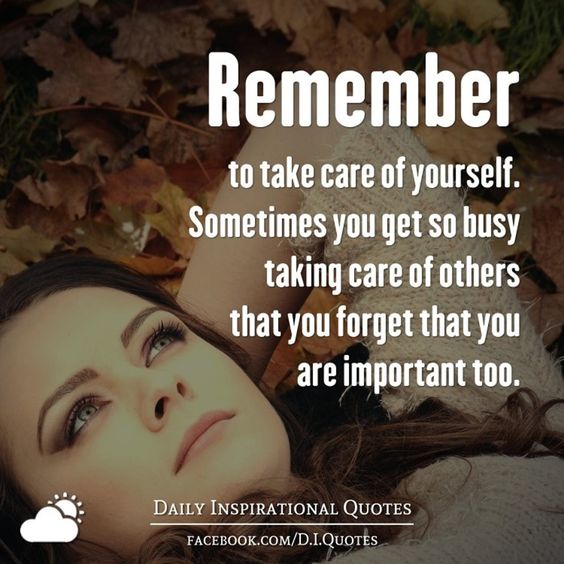 Remember
to take care of yourself.
Sometimes you get so busy
taking care of others
that you forget that you
are important too.
DAILY INSPIRATIONAL QUOTES
FACEBOOK.COM/D.I.QUOTES